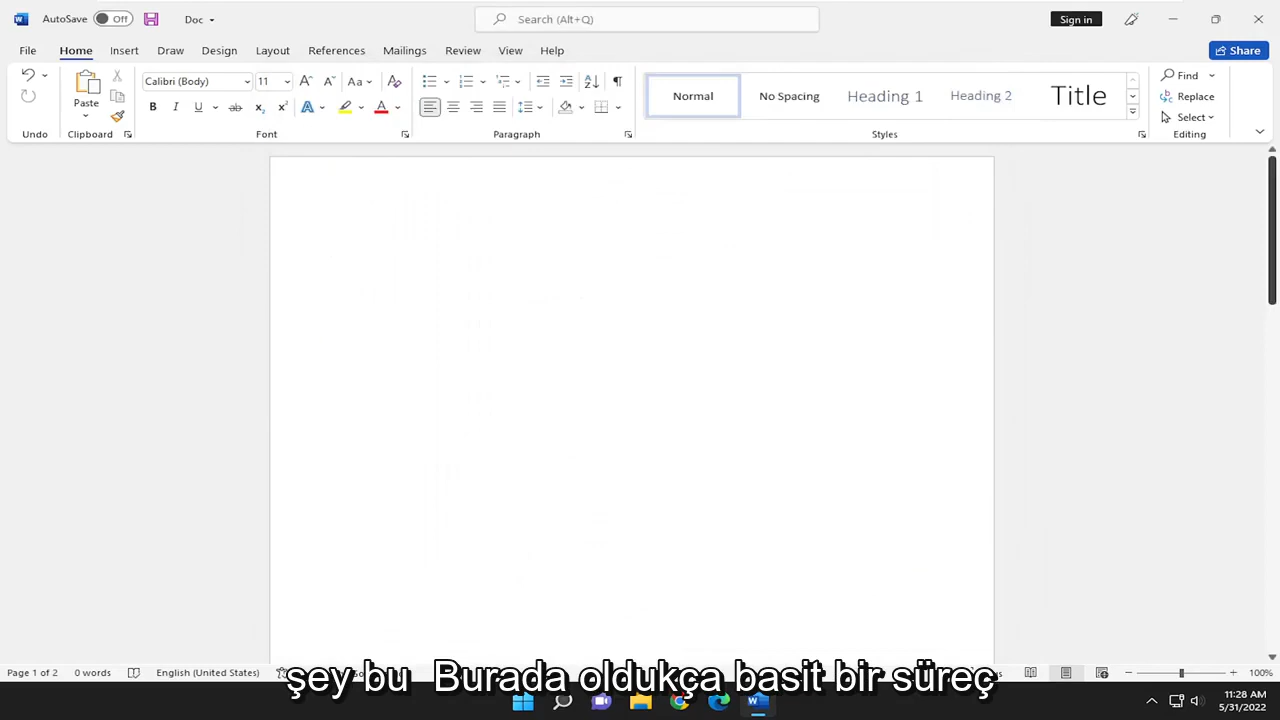 AutoSave Off Doc Search (Alt+Q) Sign in
File Home Insert Draw Design Layout References Mailings Review View Help Share
Calibri (Body) 11 Aa
Paste
Normal No Spacing Heading 1 Heading 2 Title
Find
Replace
Select
Undo Clipboard Font Paragraph Styles Editing
Page 1 of 2 0 words English (United States) 100%
şey bu Burada oldukça basit bir süreç
11:28 AM
5/31/2022